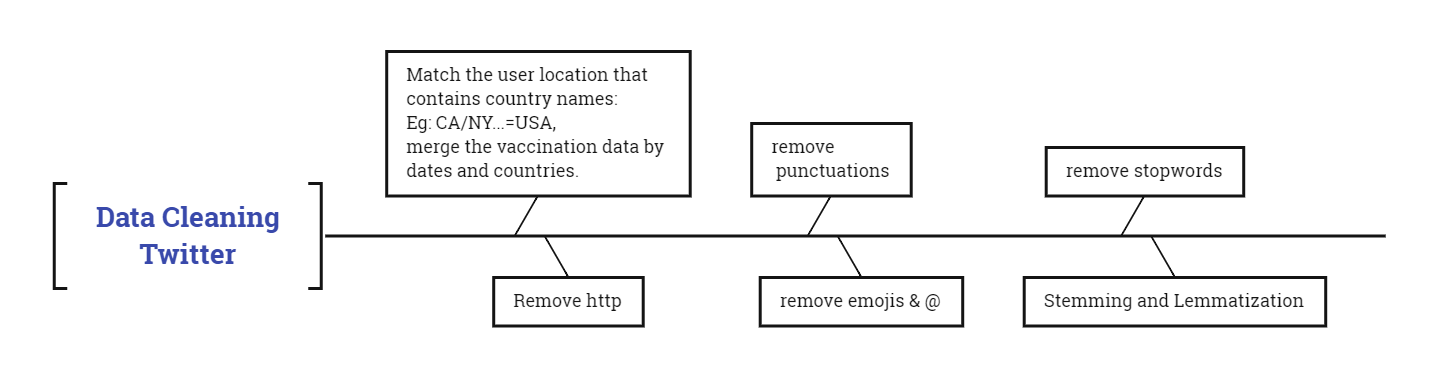 Data Cleaning
Twitter
Match the user location that
contains country names:
Eg: CA/NY...=USA,
merge the vaccination data by
dates and countries.
Remove http
remove
punctuations
remove emojis & @
remove stopwords
Stemming and Lemmatization